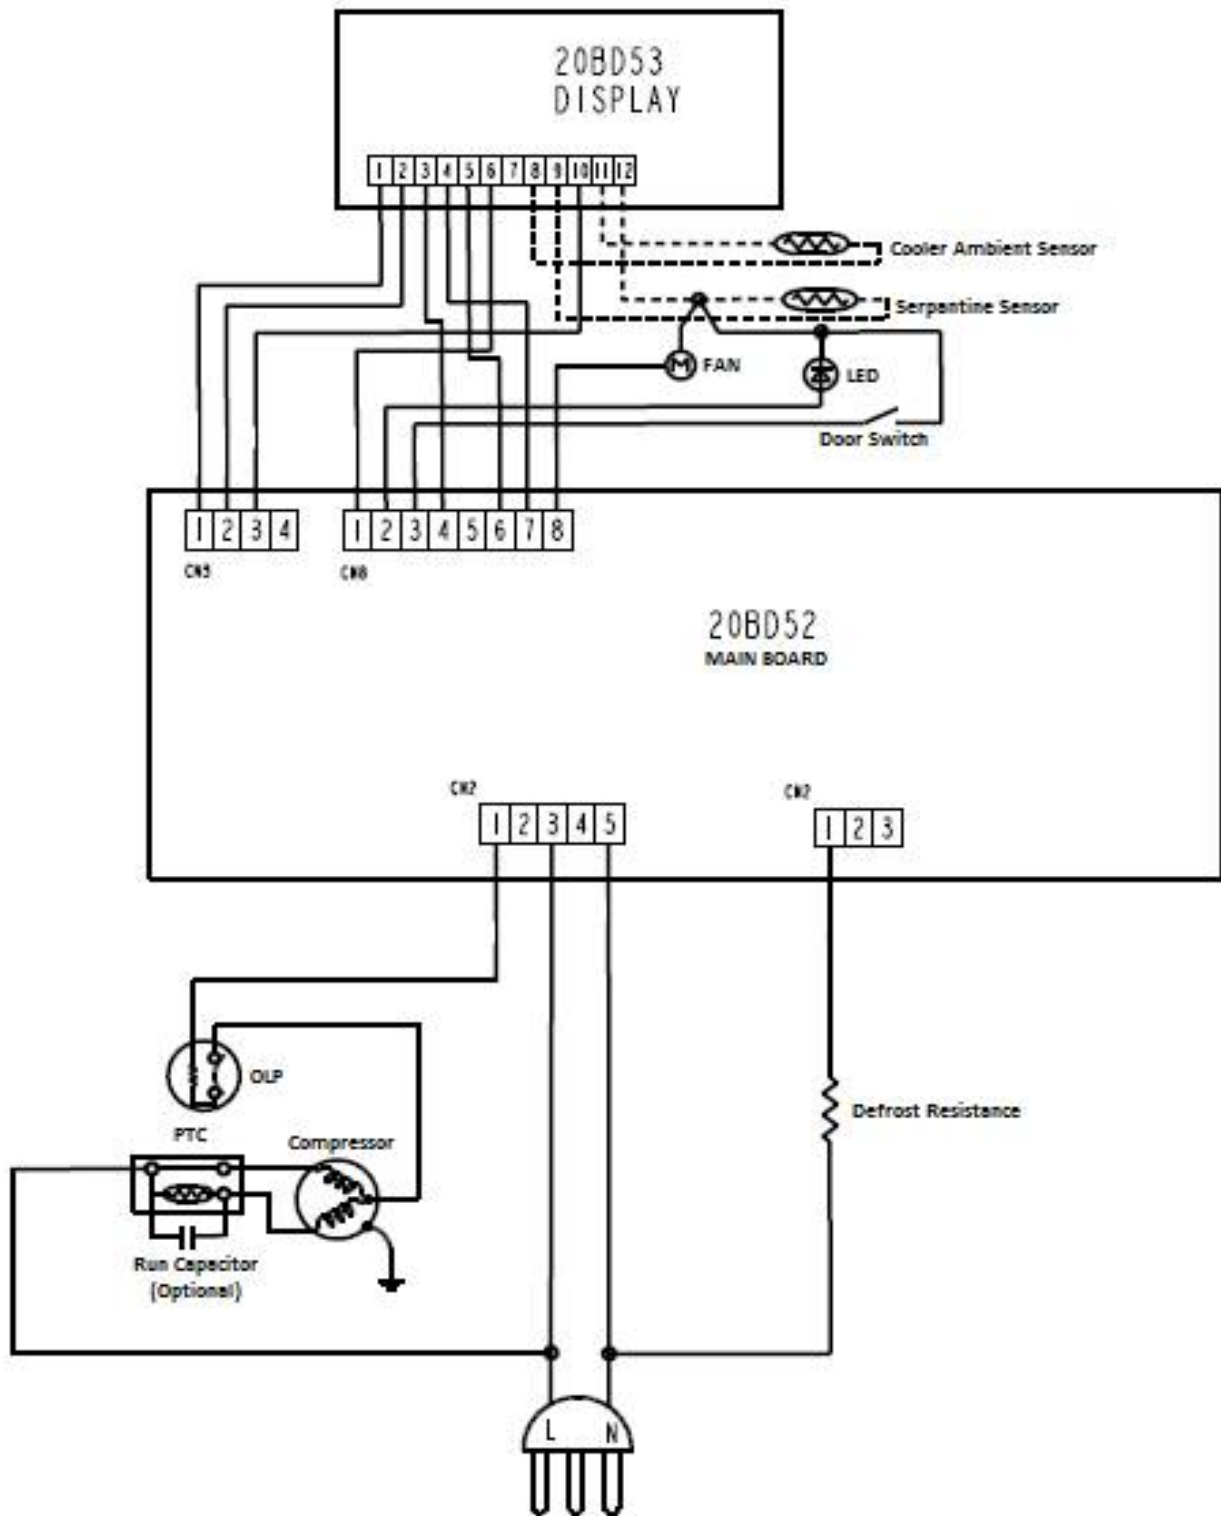 20BD53
DISPLAY
1 2 3 4 5 6 7 8 9 10 11 12
Cooler Ambient Sensor
Serpantine Sensor
M FAN
LED
Door Switch
1 2 3 4
1 2 3 4 5 6 7 8
CN8
20BD52
MAIN BOARD
CN2
CN2
1 2 3 4 5
1 2 3
OLP
PTC
Compressor
Defrost Resistance
Run Capacitor
(Optional)
L N